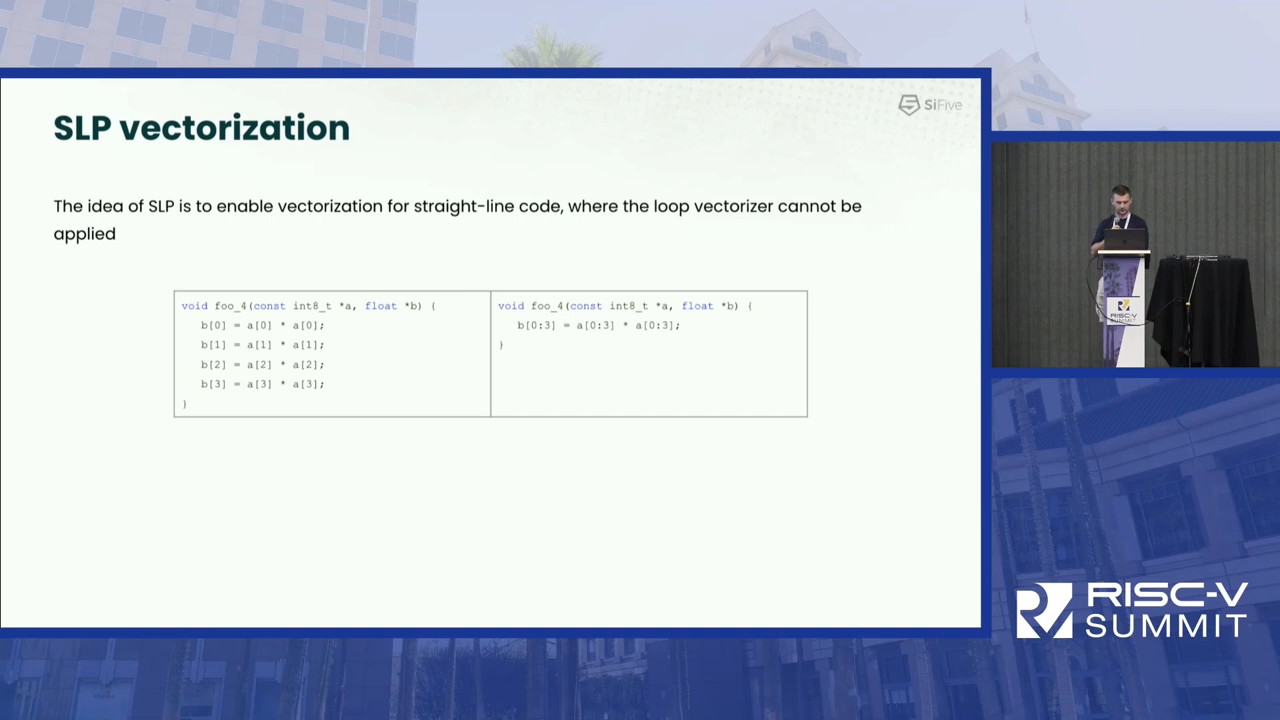 SiFive
SLP vectorization
The idea of SLP is to enable vectorization for straight-line code, where the loop vectorizer cannot be
applied
void foo_4(const int8_t *a, float *b) {
b[0] = a[0] * a[0];
b[1] = a[1] * a[1];
b[2] = a[2] * a[2];
b[3] = a[3] * a[3];
}
void foo_4(const int8_t *a, float *b) {
b[0:3] = a[0:3] * a[0:3];
}
RISC-V
SUMMIT
RISC-V
SUMMIT